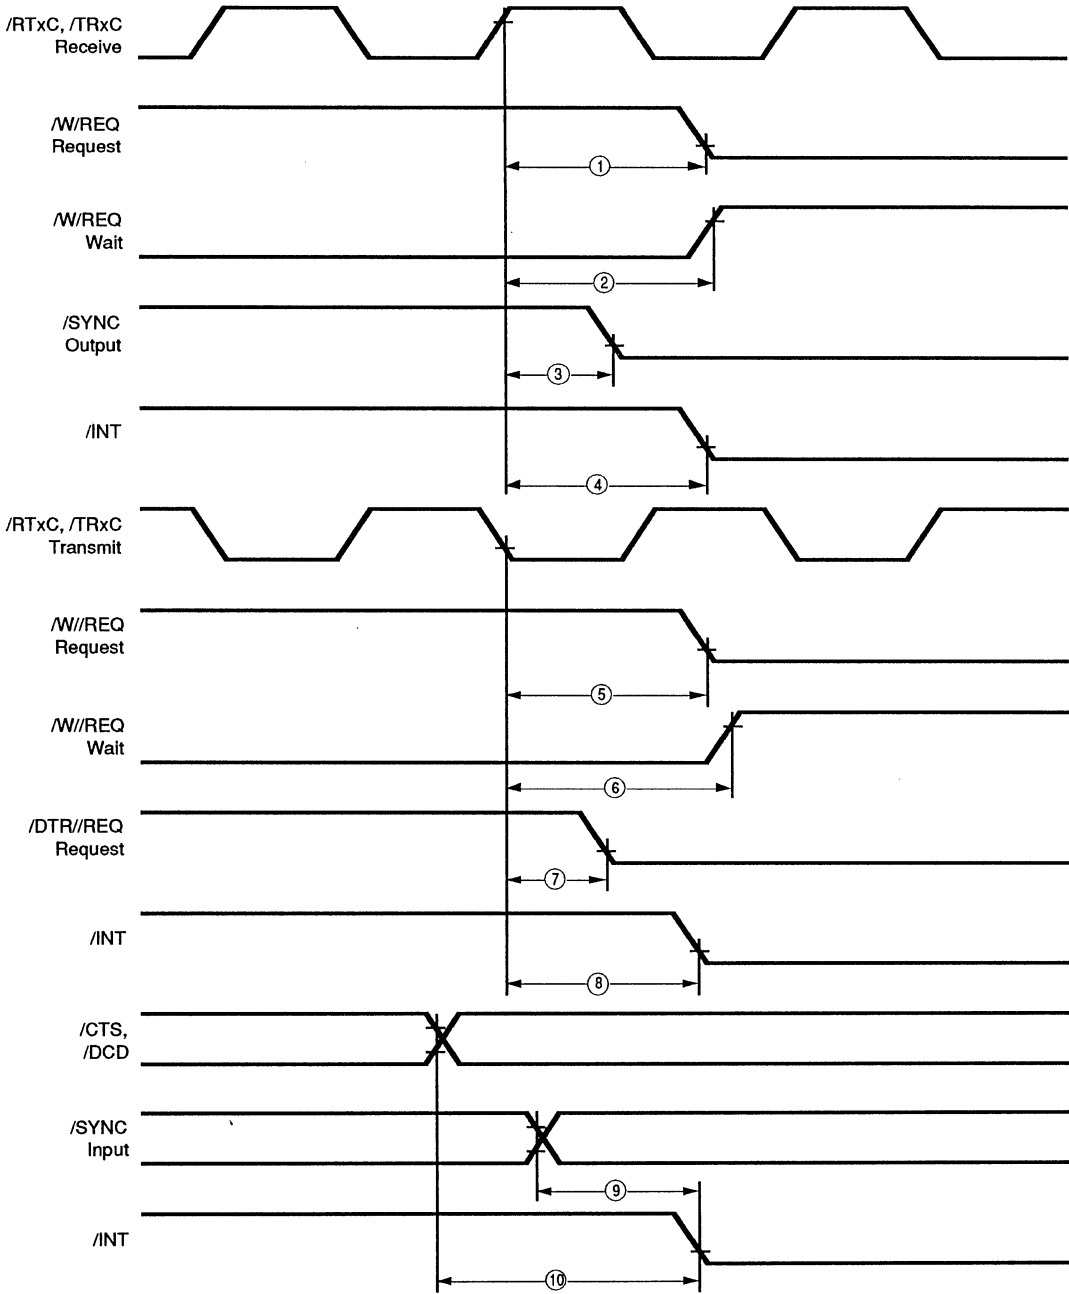 /RTxC, /TRxC
Receive
/W/REQ
Request
1
/W/REQ
Wait
2
/SYNC
Output
3
/INT
4
/RTxC, /TRxC
Transmit
/W//REQ
Request
5
/W//REQ
Wait
6
/DTR//REQ
Request
7
/INT
8
/CTS,
/DCD
/SYNC
Input
9
/INT
10